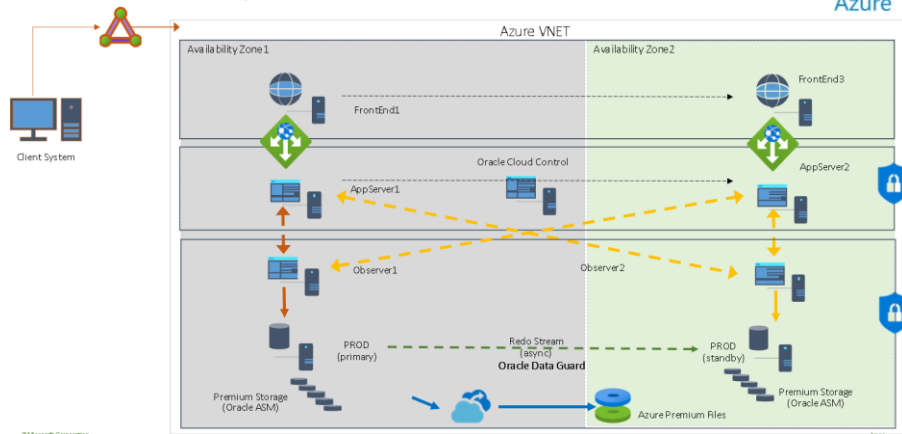 Azure
Azure VNET
Availability Zone1
Availability Zone2
FrontEnd1
FrontEnd3
Client System
Oracle Cloud Control
AppServer1
AppServer2
Observer1
Observer2
PROD
(primary)
Redo Stream
(async)
Oracle Data Guard
PROD
(standby)
Premium Storage
(Oracle ASM)
Azure Premium Files
Premium Storage
(Oracle ASM)
©Microsoft Corporation